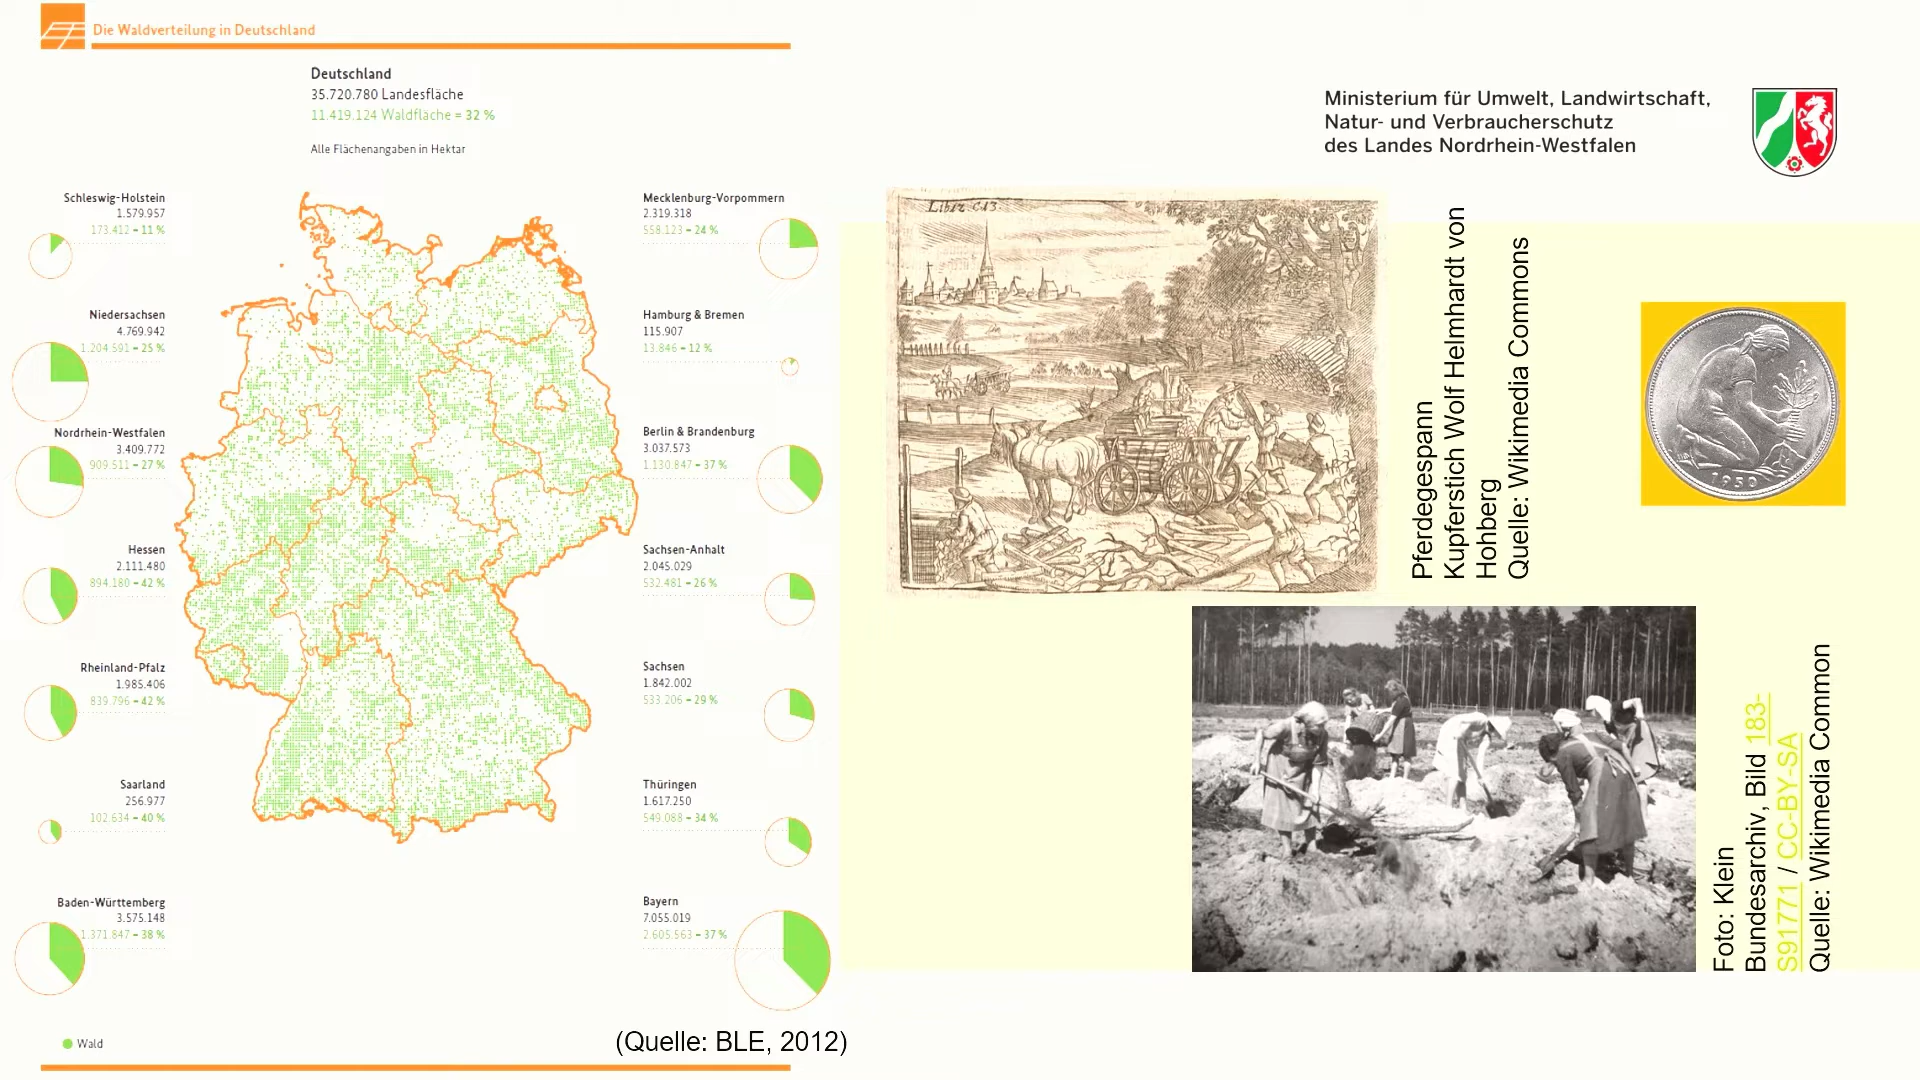 Die Waldverteilung in Deutschland
Deutschland
35.720.780 Landesfläche
11.419.124 Waldfläche = 32 %
Alle Flächenangaben in Hektar
Schleswig-Holstein
1.579.957
173.412 = 11 %
Niedersachsen
4.769.942
1.204.591 = 25 %
Nordrhein-Westfalen
3.409.772
909.511 = 27 %
Hessen
2.111.480
894.180 = 42 %
Rheinland-Pfalz
1.985.406
839.796 = 42 %
Saarland
256.977
102.634 = 40 %
Baden-Württemberg
3.575.148
1.371.847 = 38 %
Mecklenburg-Vorpommern
2.319.318
558.123 = 24 %
Hamburg & Bremen
115.907
13.846 = 12 %
Berlin & Brandenburg
3.037.573
1.130.847 = 37 %
Sachsen-Anhalt
2.045.029
532.481 = 26 %
Sachsen
1.842.002
533.206 = 29 %
Thüringen
1.617.250
549.088 = 34 %
Bayern
7.055.019
2.605.563 = 37 %
Wald
(Quelle: BLE, 2012)
Ministerium für Umwelt, Landwirtschaft,
Natur- und Verbraucherschutz
des Landes Nordrhein-Westfalen
Liber C.13.
Pferdegespann
Kupferstich Wolf Helmhardt von
Hohberg
Quelle: Wikimedia Commons
1950
Foto: Klein
Bundesarchiv, Bild 183-
S91771 / CC-BY-SA
Quelle: Wikimedia Common